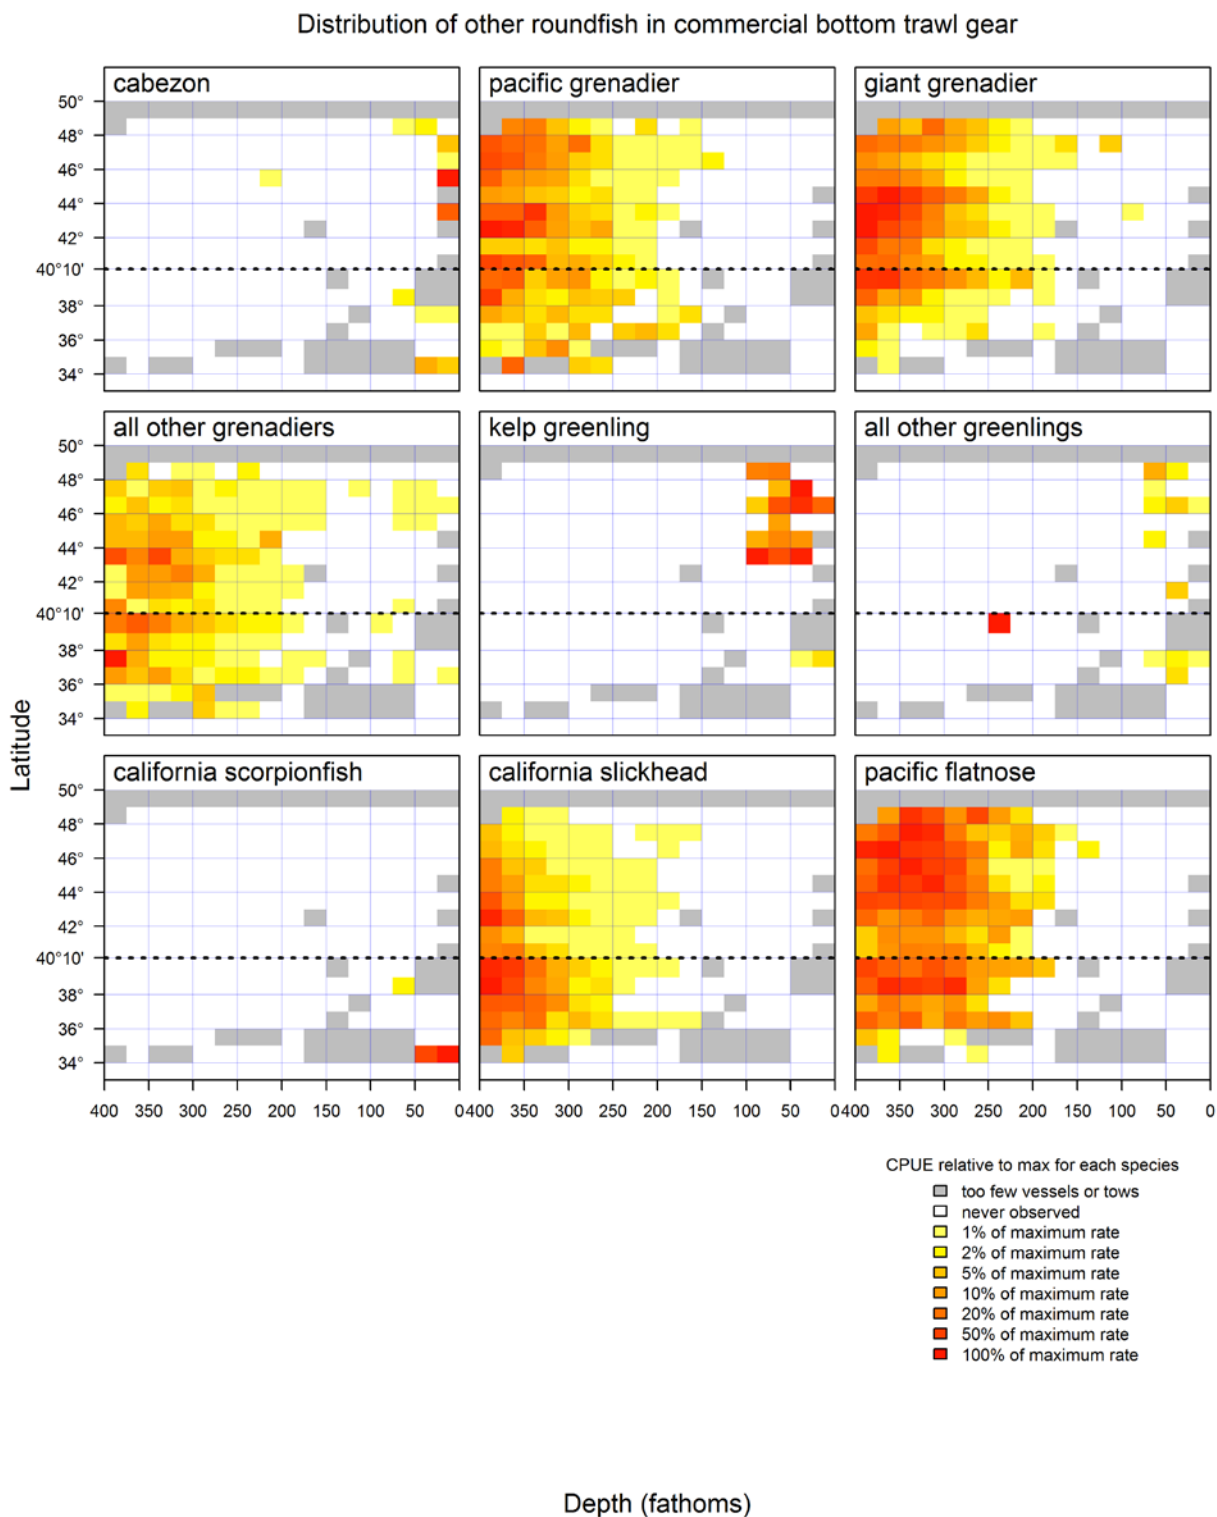 Distribution of other roundfish in commercial bottom trawl gear
cabezon
pacific grenadier
giant grenadier
50°
48°
46°
44°
42°
40°10'
38°
36°
34°
all other grenadiers
kelp greenling
all other greenlings
50°
48°
46°
44°
42°
40°10'
38°
36°
34°
Latitude
california scorpionfish
california slickhead
pacific flatnose
50°
48°
46°
44°
42°
40°10'
38°
36°
34°
400 350 300 250 200 150 100 50 0
400 350 300 250 200 150 100 50 0
400 350 300 250 200 150 100 50 0
CPUE relative to max for each species
too few vessels or tows
never observed
1% of maximum rate
2% of maximum rate
5% of maximum rate
10% of maximum rate
20% of maximum rate
50% of maximum rate
100% of maximum rate
Depth (fathoms)